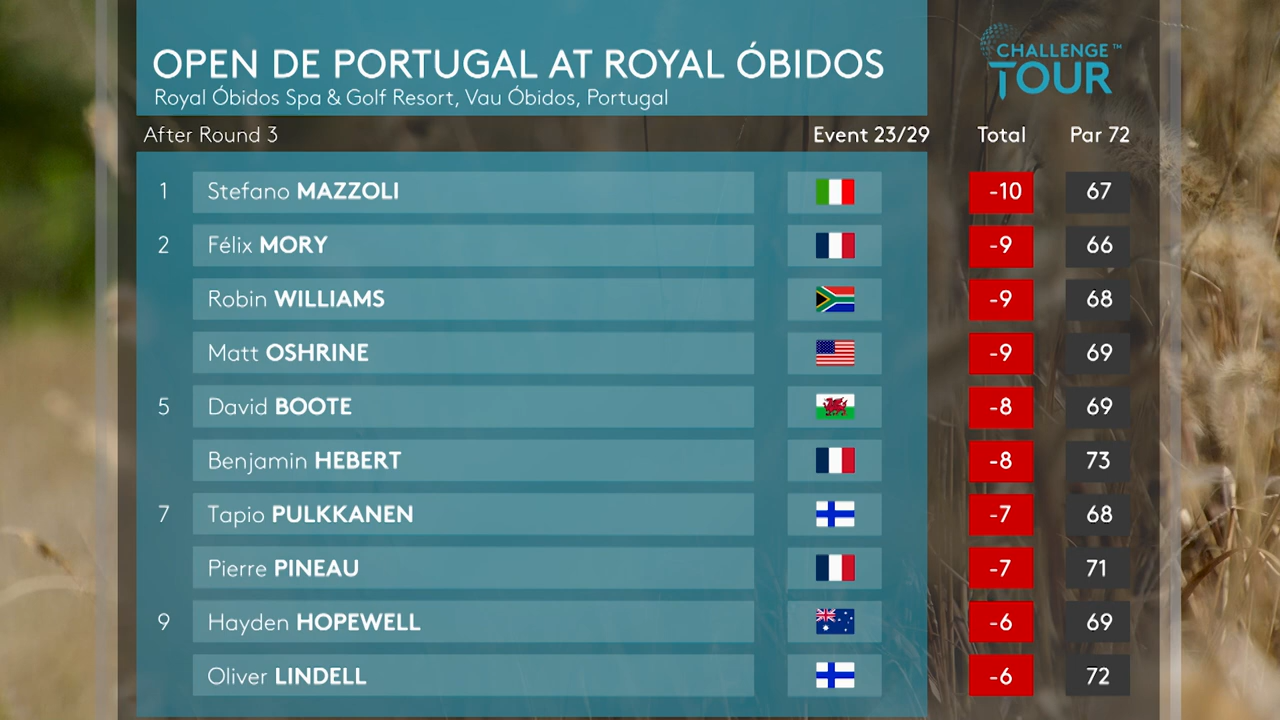 OPEN DE PORTUGAL AT ROYAL ÓBIDOS
Royal Óbidos Spa & Golf Resort, Vau Óbidos, Portugal
CHALLENGE™
TOUR
After Round 3 Event 23/29 Total Par 72
1 Stefano MAZZOLI -10 67
2 Félix MORY -9 66
Robin WILLIAMS -9 68
Matt OSHRINE -9 69
5 David BOOTE -8 69
Benjamin HEBERT -8 73
7 Tapio PULKKANEN -7 68
Pierre PINEAU -7 71
9 Hayden HOPEWELL -6 69
Oliver LINDELL -6 72